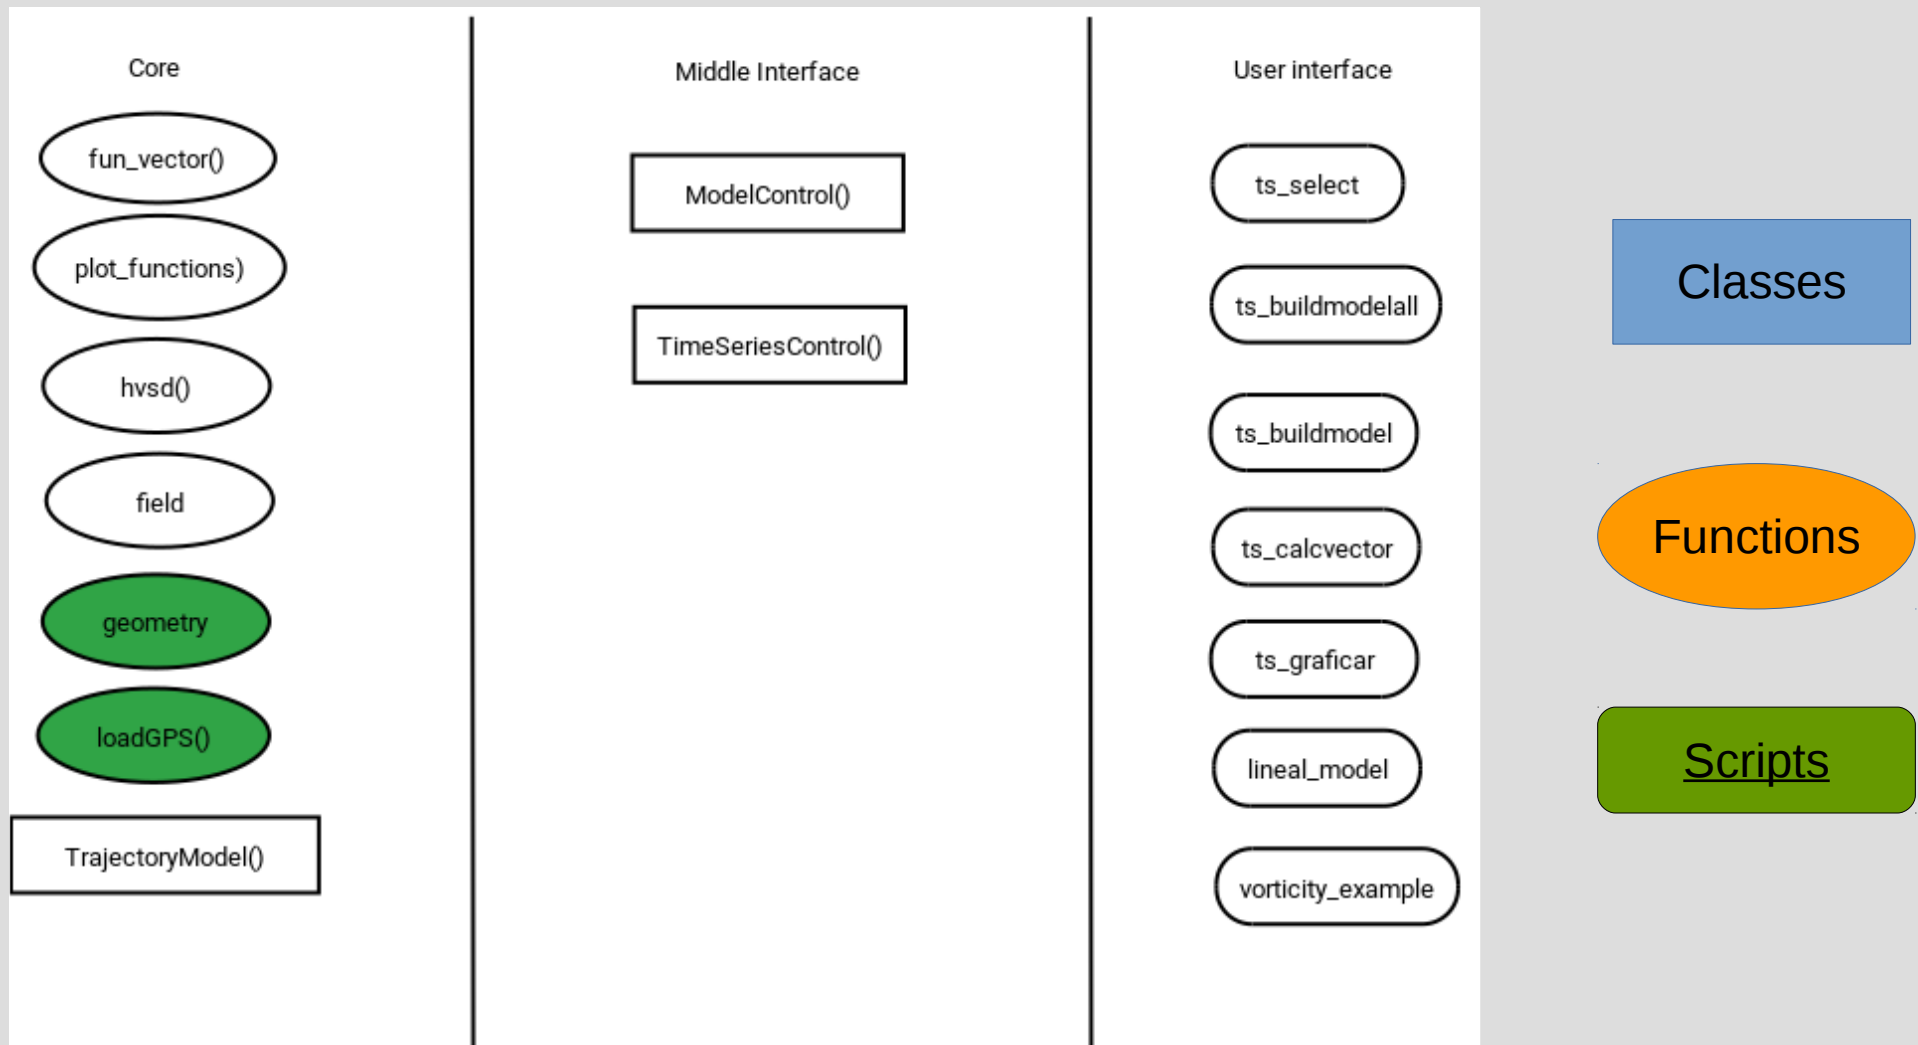 Core
fun_vector()
plot_functions)
hvsd()
field
geometry
loadGPS()
TrajectoryModel()
Middle Interface
ModelControl()
TimeSeriesControl()
User interface
ts_select
ts_buildmodelall
ts_buildmodel
ts_calcvector
ts_graficar
lineal_model
vorticity_example
Classes
Functions
Scripts